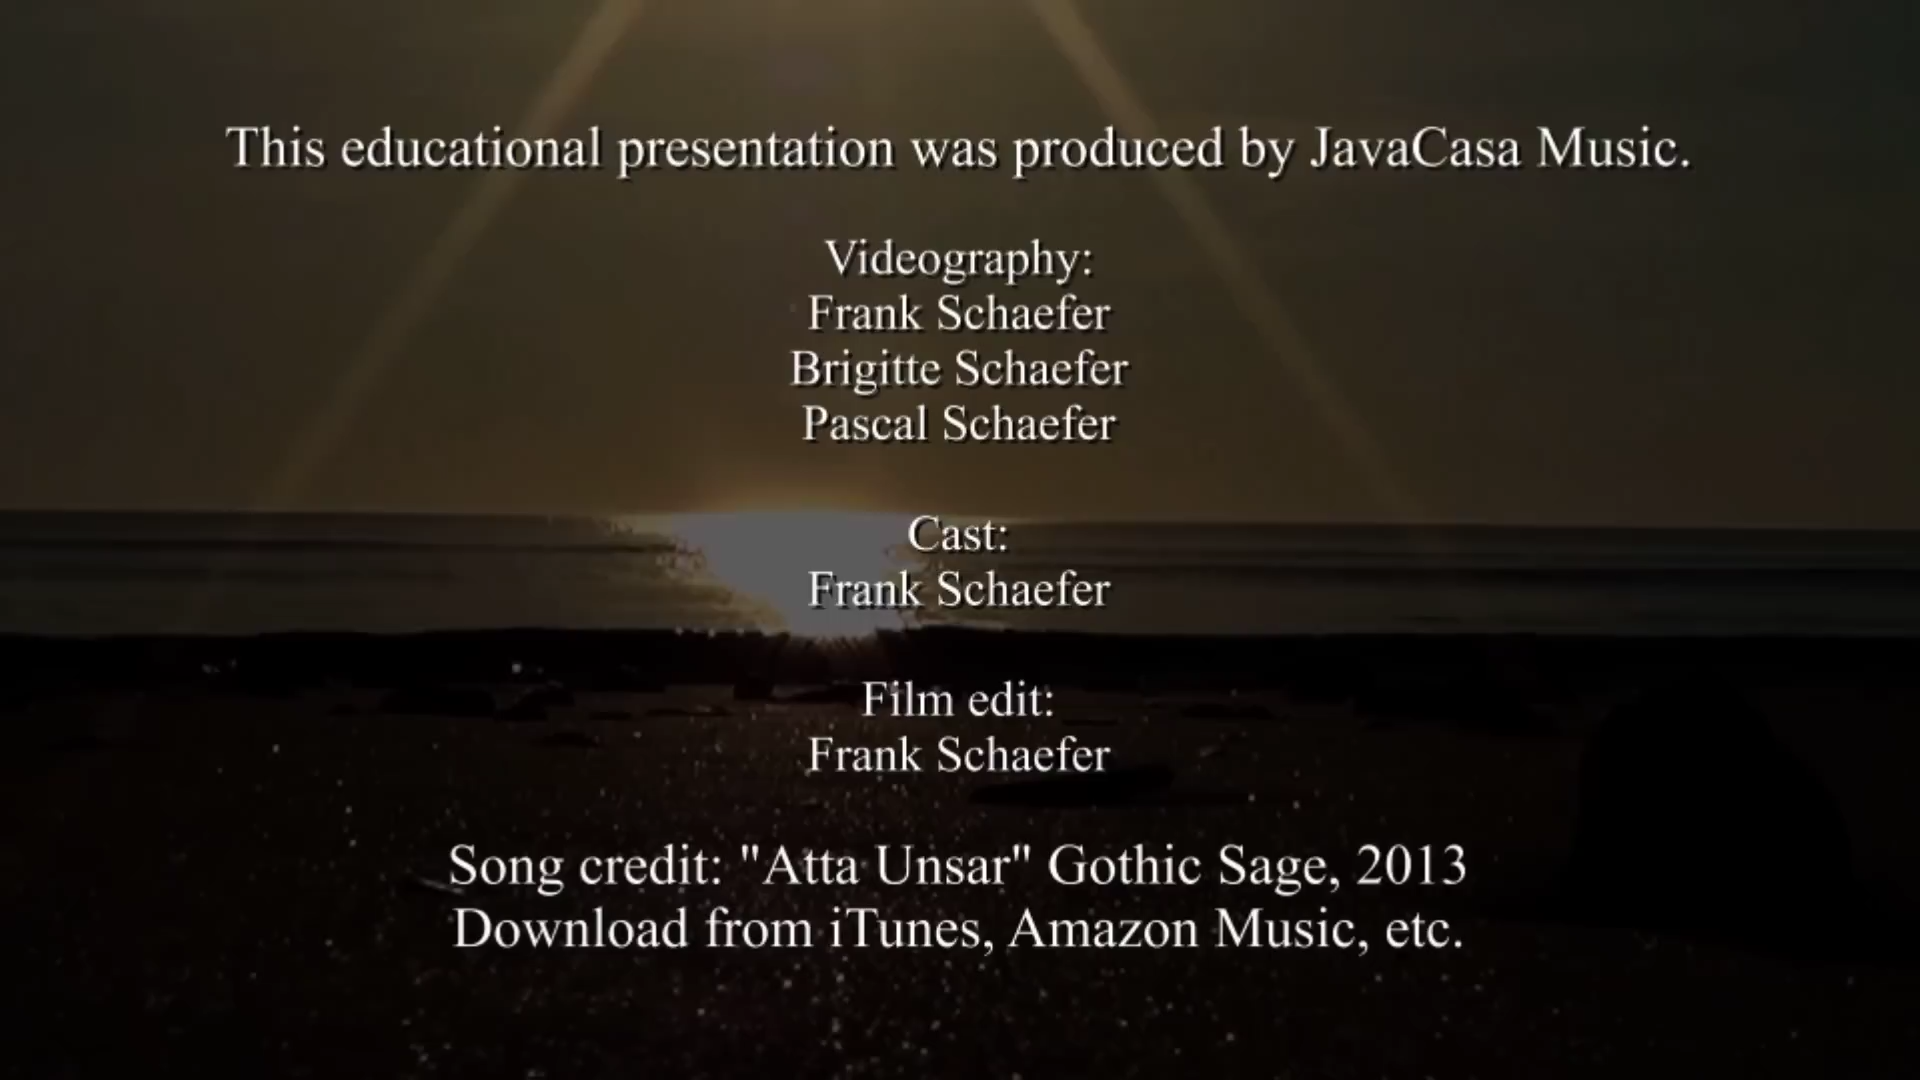 This educational presentation was produced by JavaCasa Music.
Videography:
Frank Schaefer
Brigitte Schaefer
Pascal Schaefer
Cast:
Frank Schaefer
Film edit:
Frank Schaefer
Song credit: "Atta Unsar" Gothic Sage, 2013
Download from iTunes, Amazon Music, etc.